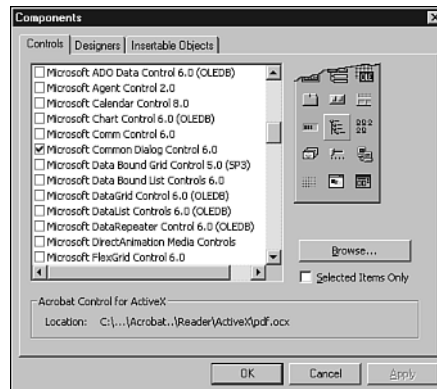 Components
Controls Designers Insertable Objects
Microsoft ADO Data Control 6.0 (OLEDB)
Microsoft Agent Control 2.0
Microsoft Calendar Control 8.0
Microsoft Chart Control 6.0 (OLEDB)
Microsoft Comm Control 6.0
Microsoft Common Dialog Control 6.0
Microsoft Data Bound Grid Control 5.0 (SP3)
Microsoft Data Bound List Controls 6.0
Microsoft DataGrid Control 6.0 (OLEDB)
Microsoft DataList Controls 6.0 (OLEDB)
Microsoft DataRepeater Control 6.0 (OLEDB)
Microsoft DirectAnimation Media Controls
Microsoft FlexGrid Control 6.0
Browse...
Selected Items Only
Acrobat Control for ActiveX
Location: C:\...\Acrobat..\Reader\ActiveX\pdf.ocx
OK Cancel Apply